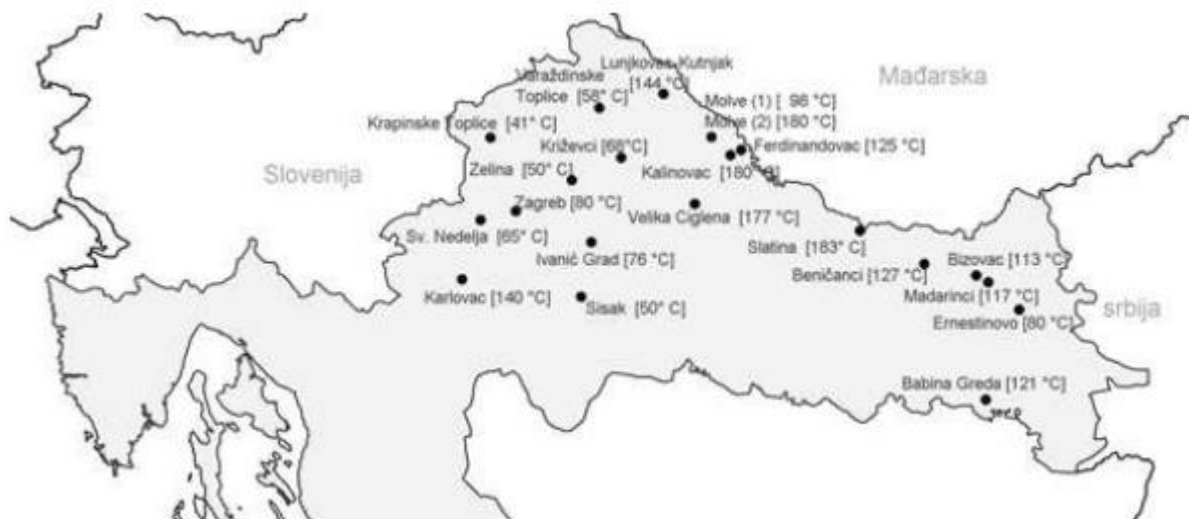 Lunjkovec-Kutnjak
[144 °C]
Varaždinske
Toplice [58° C]
Mađarska
Molve (1) [ 98 °C]
Molve (2) [180 °C]
Krapinske Toplice [41° C]
Križevci [68°C]
Ferdinandovac [125 °C]
Slovenija
Zelina [50° C]
Kalinovac [180° C]
Zagreb [80 °C]
Velika Ciglena [177 °C]
Sv. Nedelja [65° C]
Ivanić Grad [76 °C]
Slatina [183° C]
Bizovac [113 °C]
Beničanci [127 °C]
Karlovac [140 °C]
Sisak [50° C]
Madarinci [117 °C]
srbija
Ernestinovo [80 °C]
Babina Greda [121 °C]